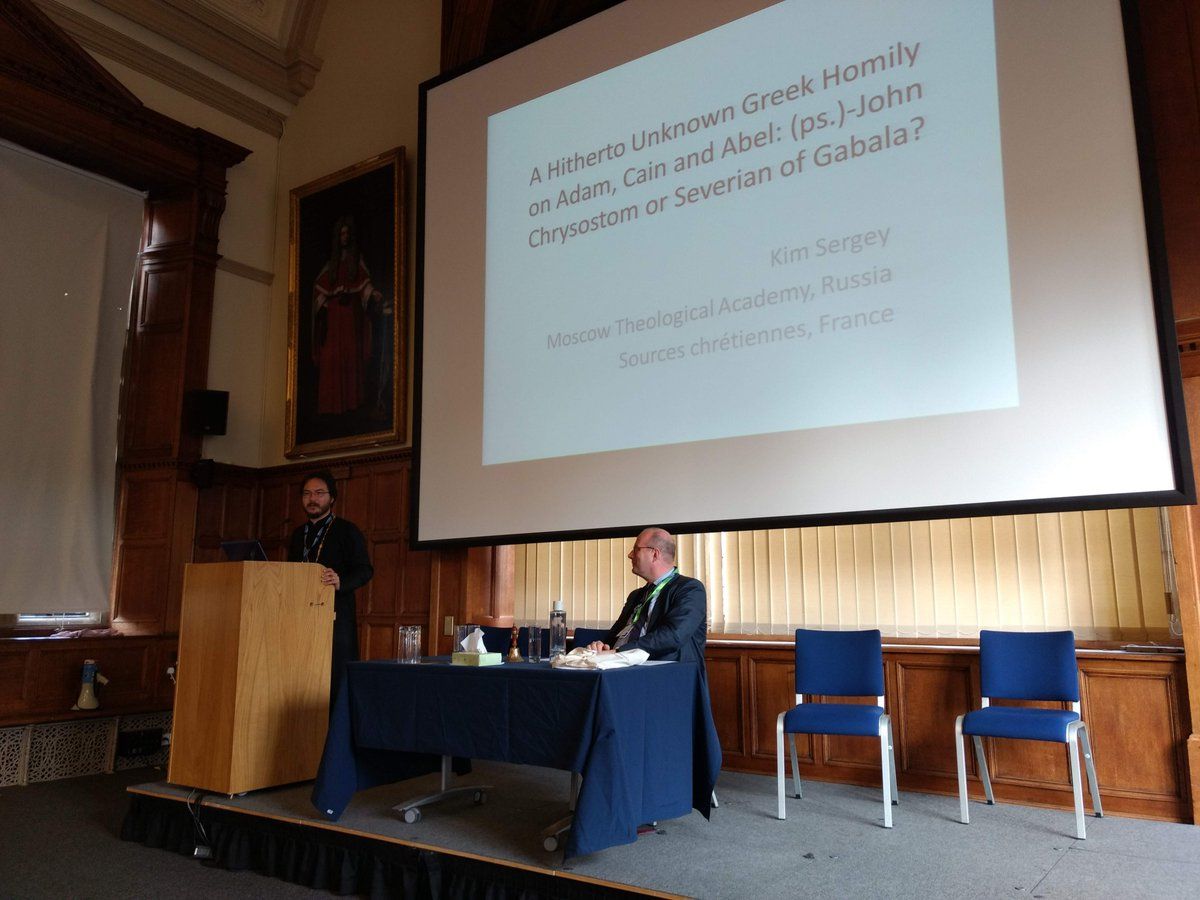 A Hitherto Unknown Greek Homily
on Adam, Cain and Abel: (ps.)-John
Chrysostom or Severian of Gabala?
Kim Sergey
Moscow Theological Academy, Russia
Sources chrétiennes, France